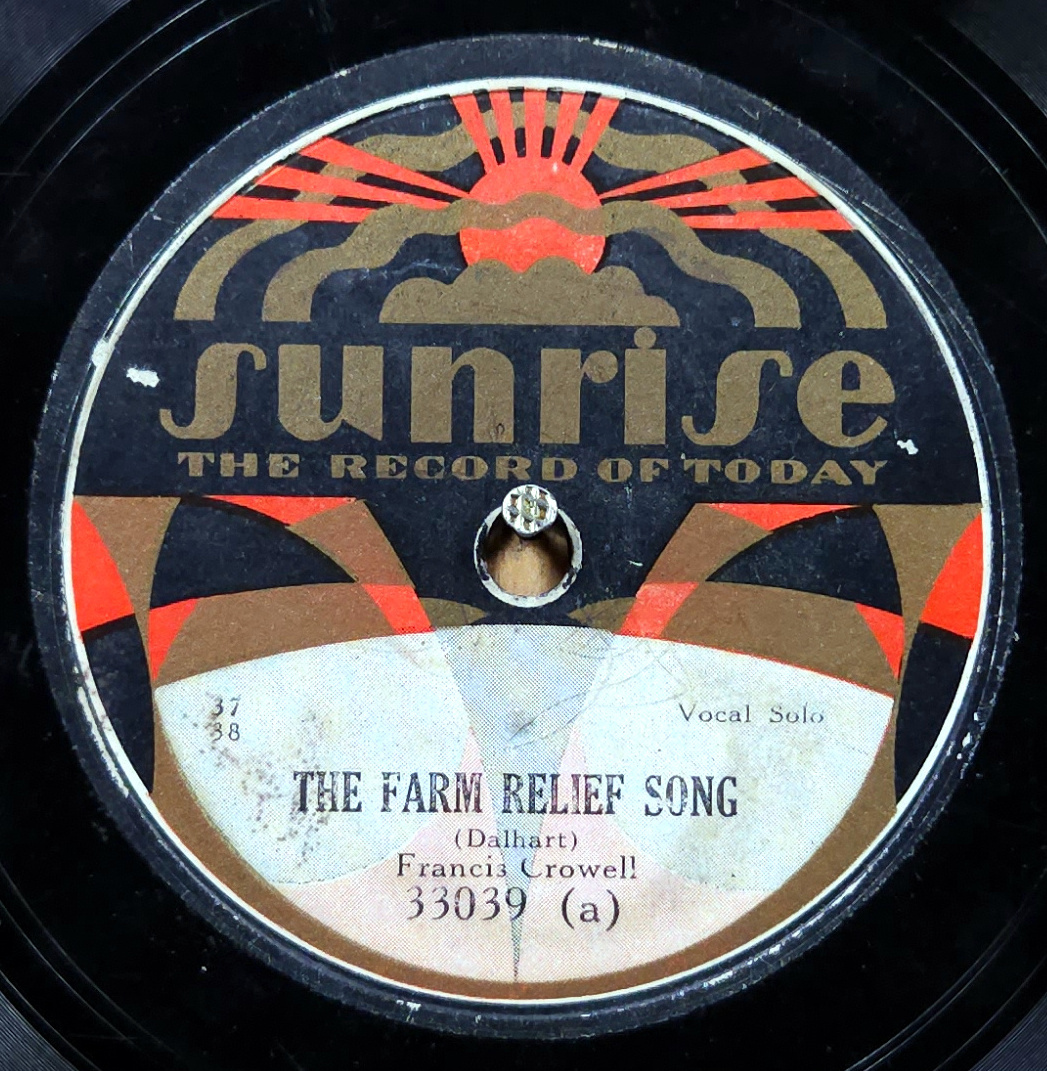 sunrise
THE RECORD OF TODAY
37
38
Vocal Solo
THE FARM RELIEF SONG
(Dalhart)
Francis Crowell
33039 (a)